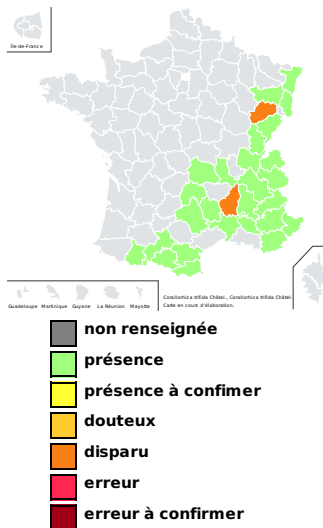 Île-de-France
Guadeloupe Martinique Guyane La Réunion Mayotte
Corallorhiza trifida Châtel., Corallorhiza trifida Châtel.
Carte en cours d'élaboration.
non renseignée
présence
présence à confimer
douteux
disparu
erreur
erreur à confirmer